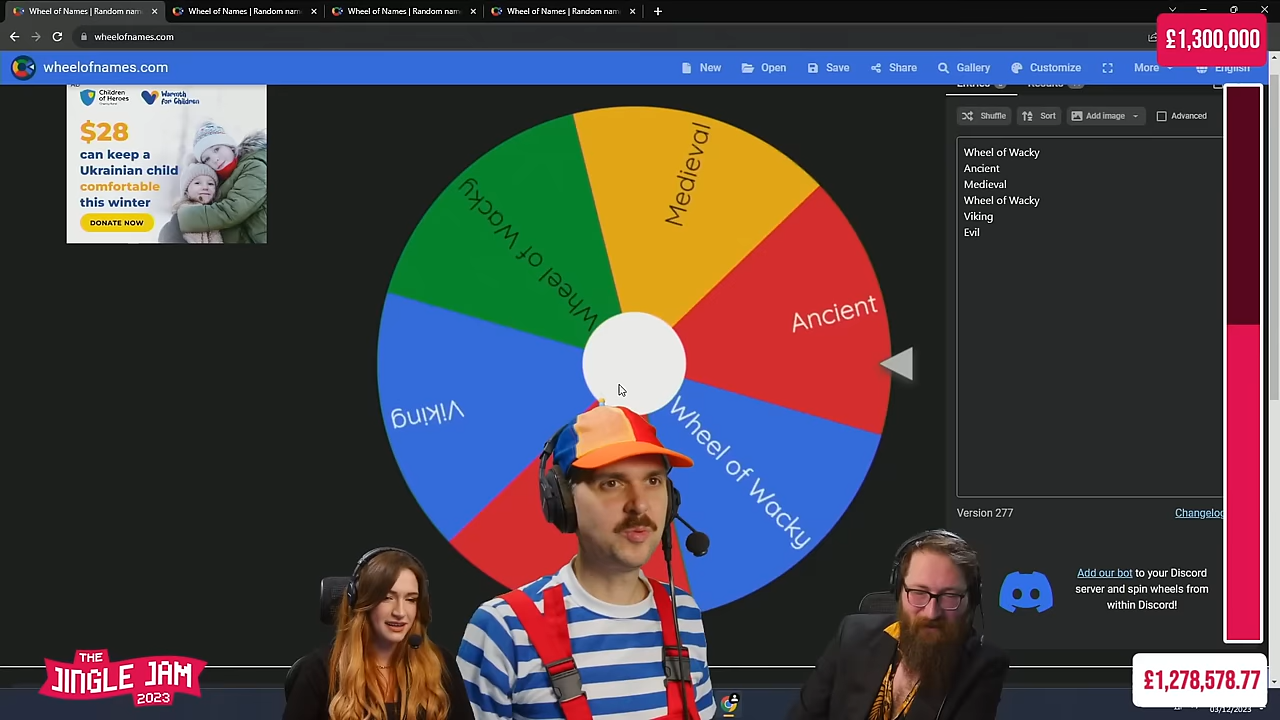 Wheel of Names | Random nam
Wheel of Names | Random nam
Wheel of Names | Random nam
Wheel of Names | Random nam
wheelofnames.com
£1,300,000
wheelofnames.com
New
Open
Save
Share
Gallery
Customize
More
English
Children of Heroes
Warmth for Children
$28
can keep a
Ukrainian child
comfortable
this winter
DONATE NOW
Shuffle
Sort
Add image
Advanced
Wheel of Wacky
Ancient
Medieval
Wheel of Wacky
Viking
Evil
Medieval
Wheel of Wacky
Ancient
Viking
Wheel of Wacky
Version 277
Changelog
Add our bot to your Discord
server and spin wheels from
within Discord!
THE
JINGLE JAM
2023
£1,278,578.77
03/12/2023